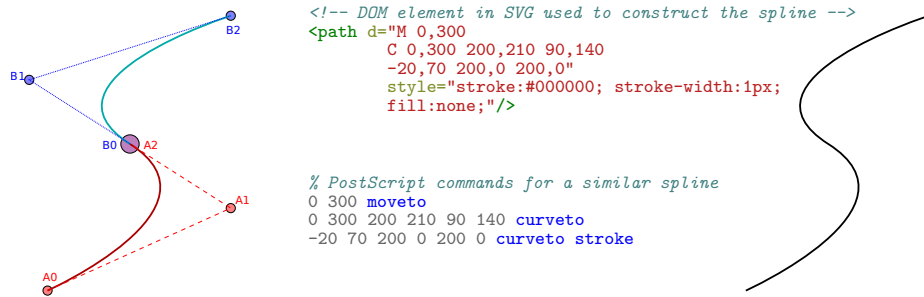 B2
B1
B0
A2
A1
A0
<!-- DOM element in SVG used to construct the spline -->
<path d="M 0,300
C 0,300 200,210 90,140
-20,70 200,0 200,0"
style="stroke:#000000; stroke-width:1px;
fill:none;"/>
% PostScript commands for a similar spline
0 300 moveto
0 300 200 210 90 140 curveto
-20 70 200 0 200 0 curveto stroke